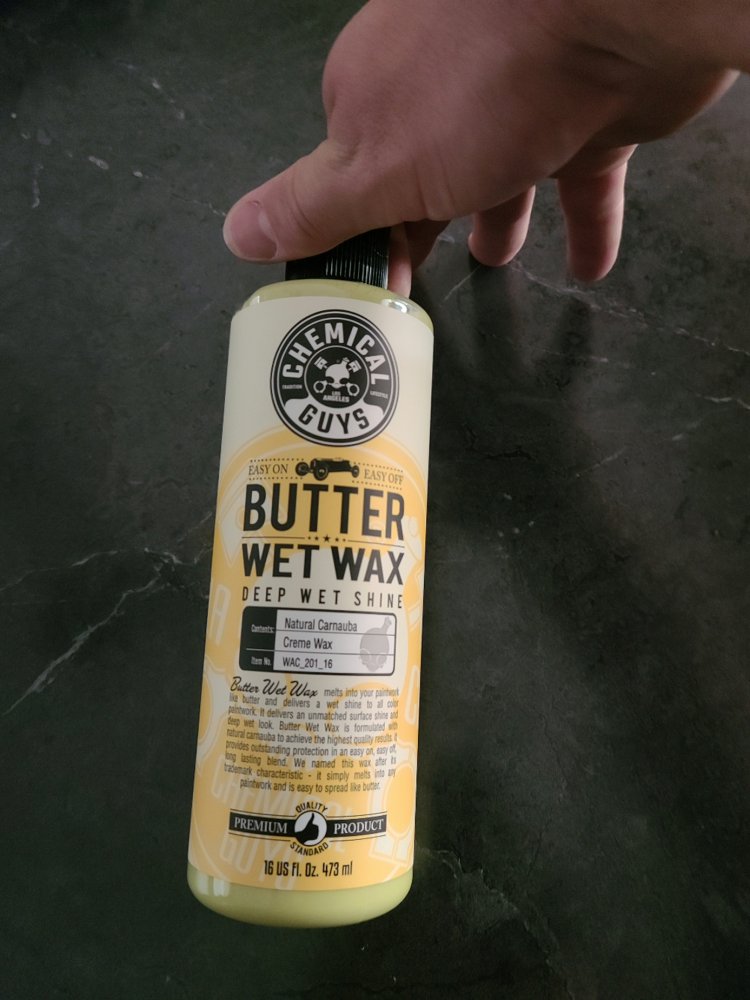 CHEMICAL
TRADITION
LIFESTYLE
LOS
ANGELES
GUYS
EASY ON EASY OFF
BUTTER
WET WAX
DEEP WET SHINE
Contents: Natural Carnauba
Creme Wax
Item No. WAC_201_16
Butter Wet Wax melts into your paintwork
like butter and delivers a wet shine to all color
paintwork. It delivers an unmatched surface shine and
deep wet look. Butter Wet Wax is formulated with
natural carnauba to achieve the highest quality results. It
provides outstanding protection in an easy on, easy off,
long lasting blend. We named this wax after its
trademark characteristic - it simply melts into any
paintwork and is easy to spread like butter.
QUALITY
PREMIUM PRODUCT
STANDARD
16 US Fl. Oz. 473 ml